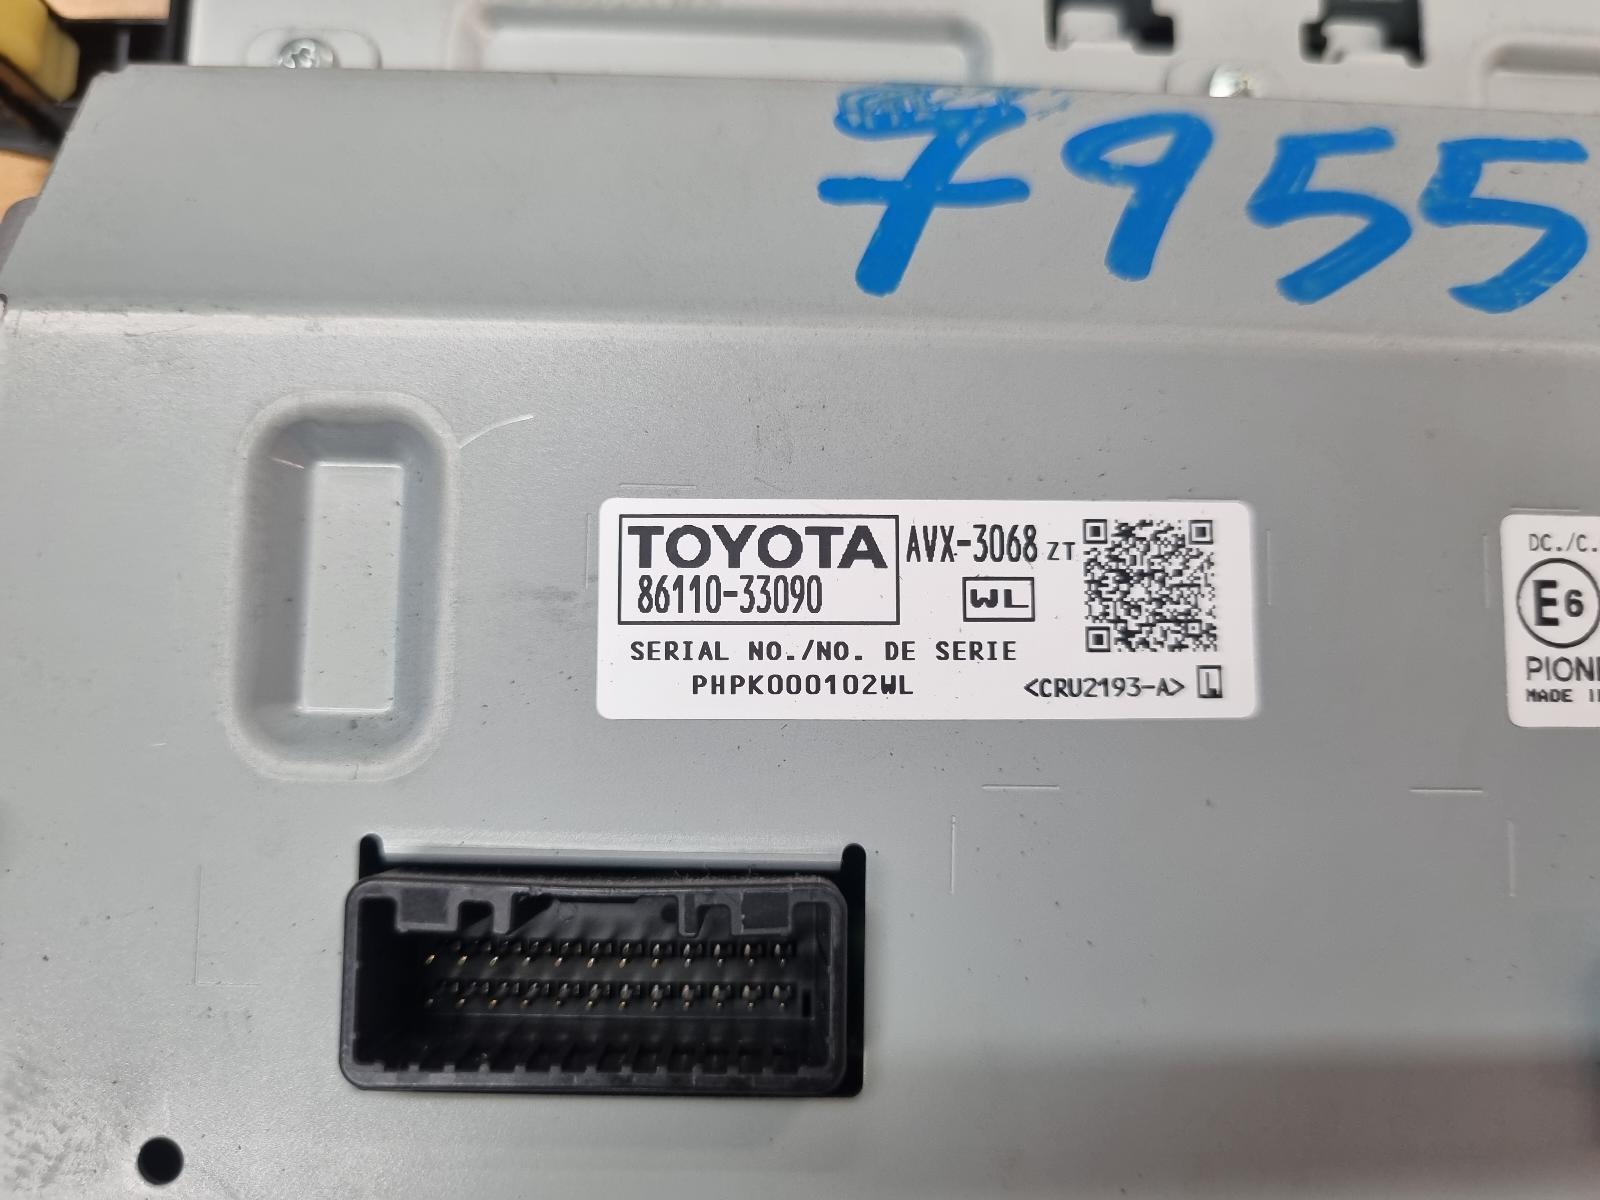 7955
TOYOTA
86110-33090
AVX-3068 ZT
WL
SERIAL NO./NO. DE SERIE
PHPK000102WL
<CRU2193-A>
DC./C.
E6
PIONE
MADE I